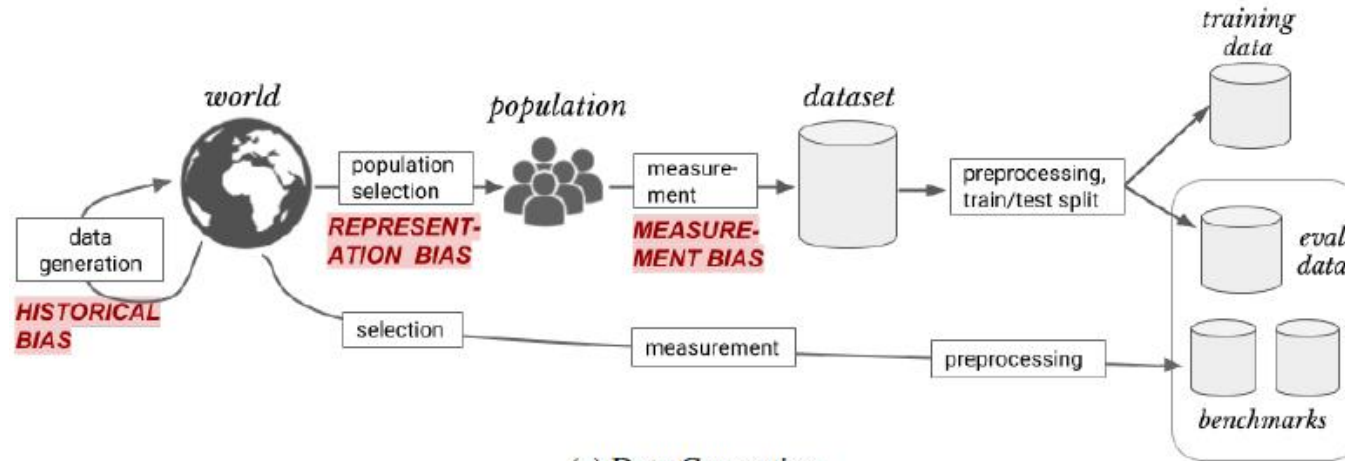 training
data
world
population
dataset
population
selection
measure-
ment
preprocessing,
train/test split
data
generation
REPRESENT-
ATION BIAS
MEASURE-
MENT BIAS
eval
data
HISTORICAL
BIAS
selection
measurement
preprocessing
benchmarks